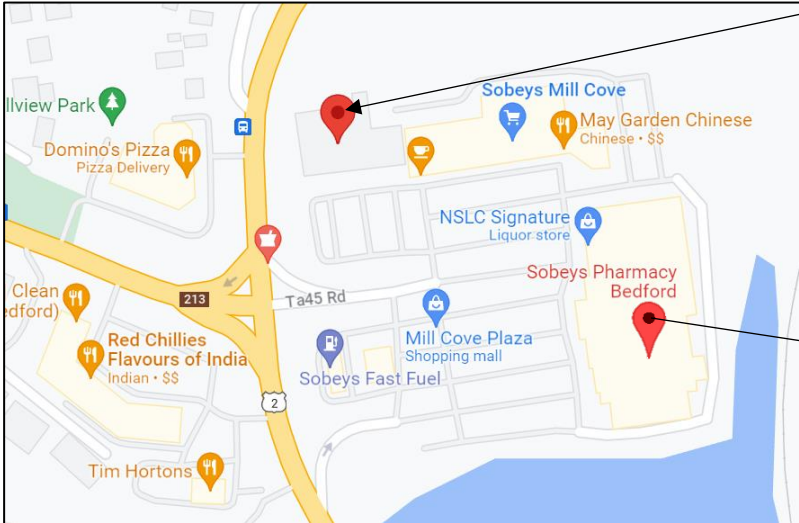 llview Park
Domino's Pizza
Pizza Delivery
Sobeys Mill Cove
May Garden Chinese
Chinese • $$
NSLC Signature
Liquor store
Sobeys Pharmacy
Bedford
213
Ta45 Rd
Clean
edford)
Red Chillies
Flavours of India
Indian • $$
Mill Cove Plaza
Shopping mall
Sobeys Fast Fuel
2
Tim Hortons